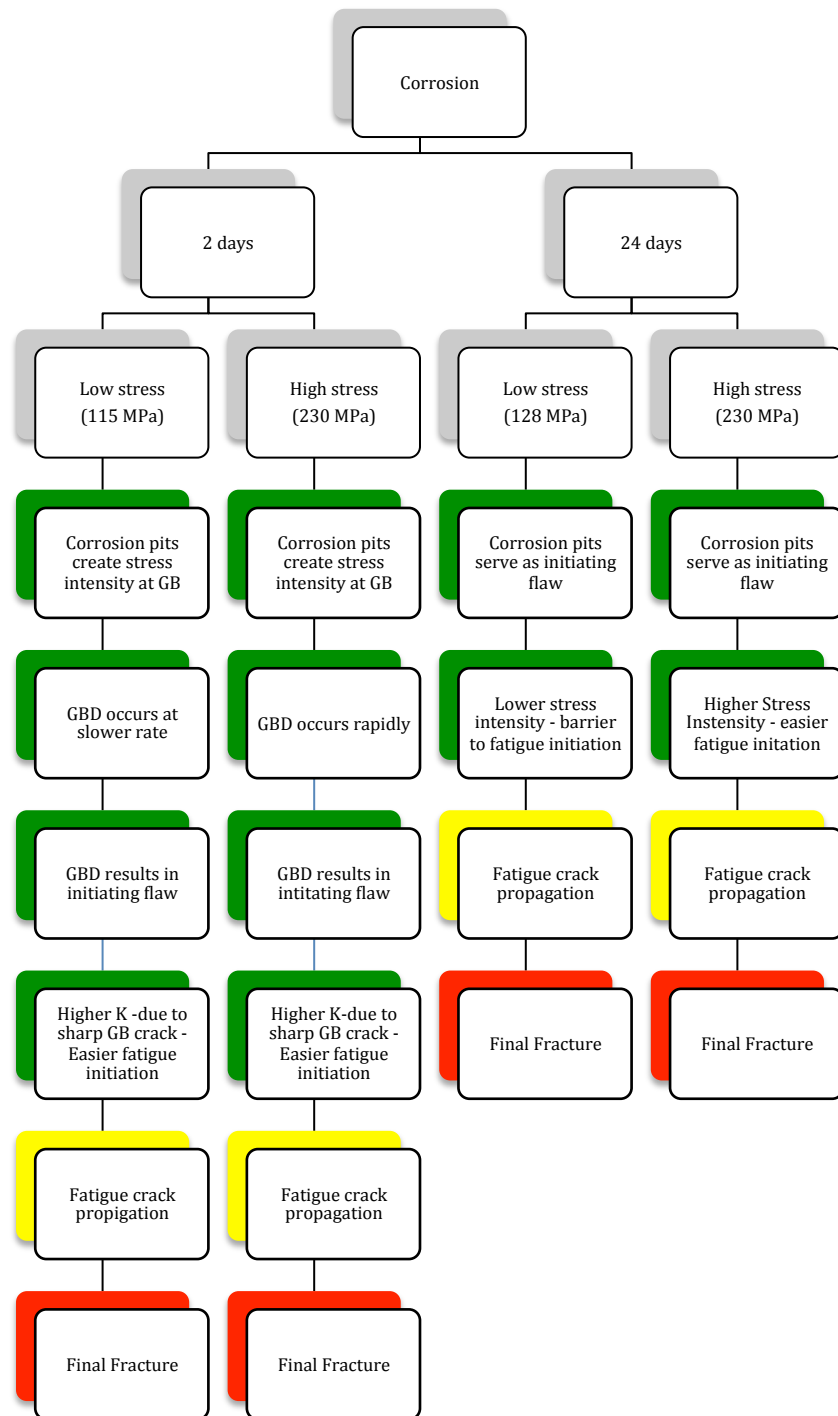 Corrosion
2 days
24 days
Low stress
(115 MPa)
High stress
(230 MPa)
Low stress
(128 MPa)
High stress
(230 MPa)
Corrosion pits
create stress
intensity at GB
Corrosion pits
create stress
intensity at GB
Corrosion pits
serve as initiating
flaw
Corrosion pits
serve as initiating
flaw
GBD occurs at
slower rate
GBD occurs rapidly
Lower stress
intensity - barrier
to fatigue initiation
Higher Stress
Instensity - easier
fatigue initation
GBD results in
initiating flaw
GBD results in
intitating flaw
Fatigue crack
propagation
Fatigue crack
propagation
Higher K -due to
sharp GB crack -
Easier fatigue
initiation
Higher K-due to
sharp GB crack -
Easier fatigue
initiation
Final Fracture
Final Fracture
Fatigue crack
propigation
Fatigue crack
propagation
Final Fracture
Final Fracture